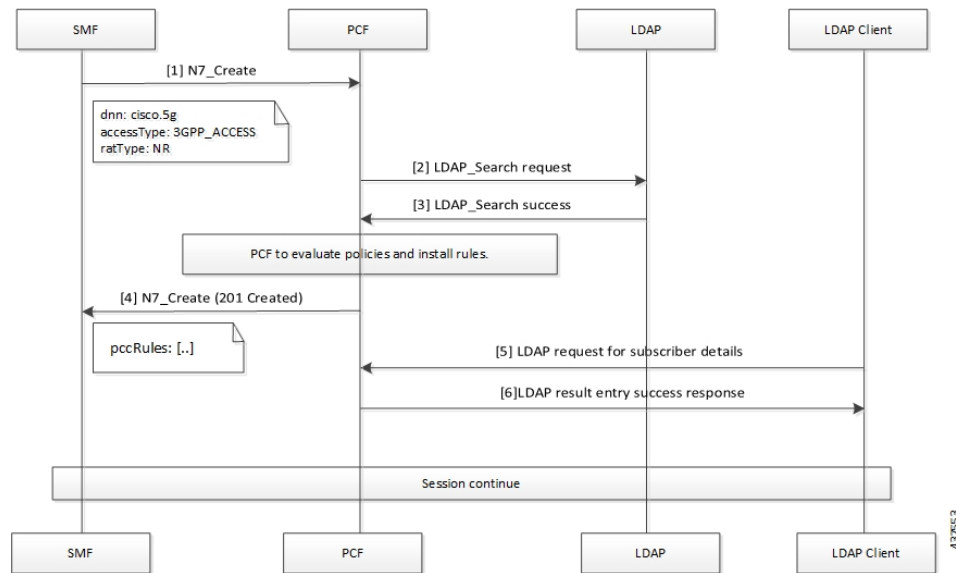 SMF
PCF
LDAP
LDAP Client
[1] N7_Create
dnn: cisco.5g
accessType: 3GPP_ACCESS
ratType: NR
[2] LDAP_Search request
[3] LDAP_Search success
PCF to evaluate policies and install rules.
[4] N7_Create (201 Created)
pccRules: [..]
[5] LDAP request for subscriber details
[6]LDAP result entry success response
Session continue
SMF
PCF
LDAP
LDAP Client
437553